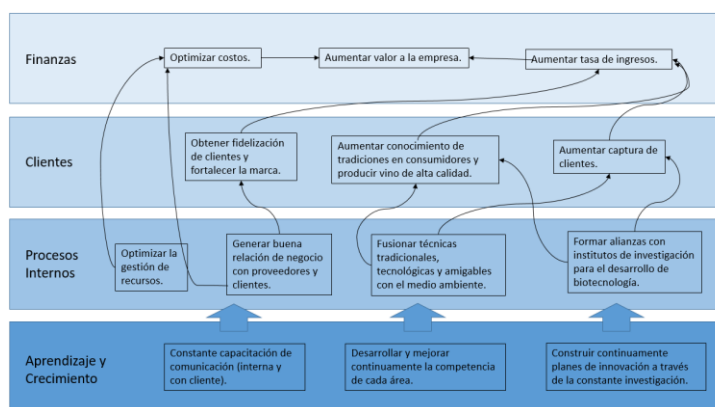 Finanzas
Optimizar costos.
Aumentar valor a la empresa.
Aumentar tasa de ingresos.
Clientes
Obtener fidelización
de clientes y
fortalecer la marca.
Aumentar conocimiento de
tradiciones en consumidores y
producir vino de alta calidad.
Aumentar captura de
clientes.
Procesos
Internos
Optimizar la
gestión de
recursos.
Generar buena
relación de negocio
con proveedores y
clientes.
Fusionar técnicas
tradicionales,
tecnológicas y amigables
con el medio ambiente.
Formar alianzas con
institutos de investigación
para el desarrollo de
biotecnología.
Aprendizaje y
Crecimiento
Constante capacitación de
comunicación (interna y
con cliente).
Desarrollar y mejorar
continuamente la competencia
de cada área.
Construir continuamente
planes de innovación a través
de la constante investigación.